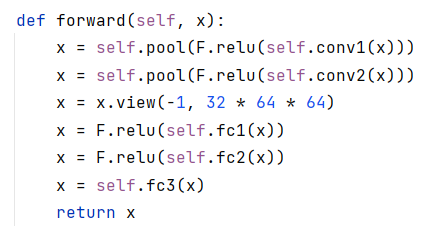 def forward(self, x):
    x = self.pool(F.relu(self.conv1(x)))
    x = self.pool(F.relu(self.conv2(x)))
    x = x.view(-1, 32 * 64 * 64)
    x = F.relu(self.fc1(x))
    x = F.relu(self.fc2(x))
    x = self.fc3(x)
    return x